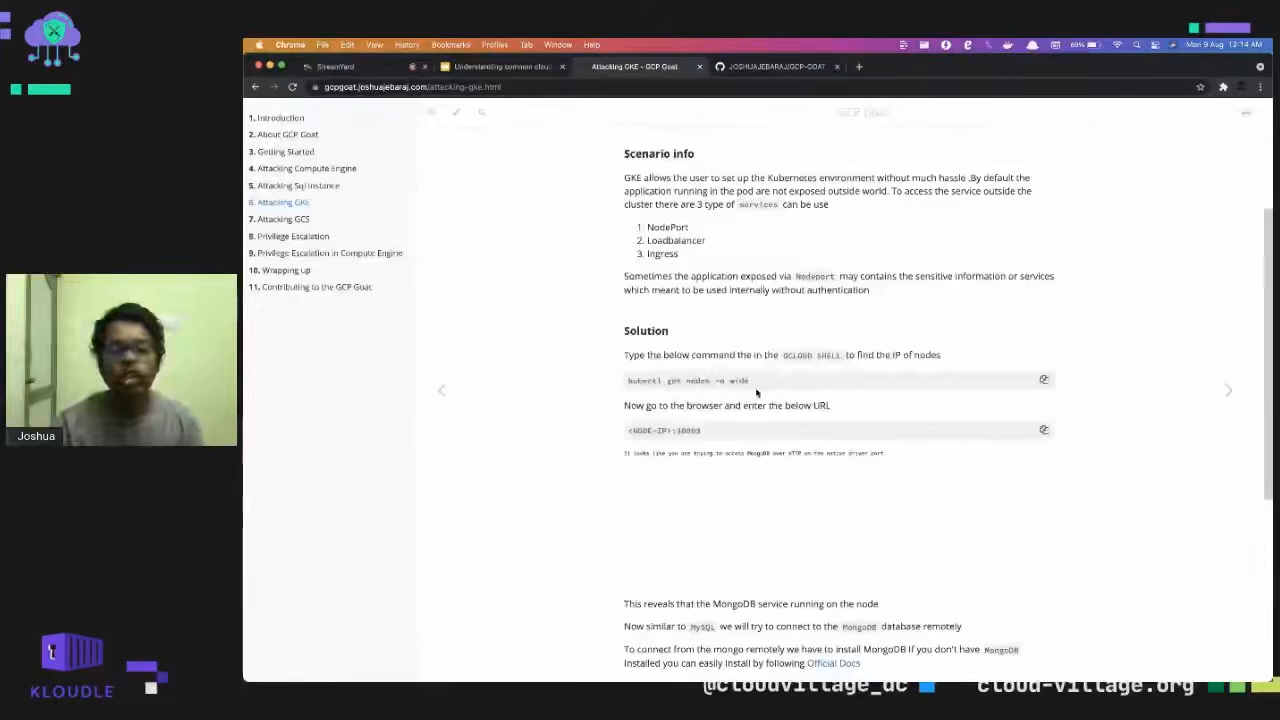 Chrome File Edit View History Bookmarks Profiles Tab Window Help
69% Mon 9 Aug 12:14 AM
StreamYard
Understanding common clou
Attacking GKE - GCP Goat
JOSHUAJEBARAJ/GCP-GOAT
gcpgoat.joshuajebaraj.com/attacking-gke.html
GCP Goat
1. Introduction
2. About GCP Goat
3. Getting Started
4. Attacking Compute Engine
5. Attacking Sql Instance
6. Attacking GKE
7. Attacking GCS
8. Privilege Escalation
9. Privilege Escalation in Compute Engine
10. Wrapping up
11. Contributing to the GCP Goat
Scenario info
GKE allows the user to set up the Kubernetes environment without much hassle .By default the
application running in the pod are not exposed outside world. To access the service outside the
cluster there are 3 type of services can be use
1. NodePort
2. Loadbalancer
3. Ingress
Sometimes the application exposed via Nodeport may contains the sensitive information or services
which meant to be used internally without authentication
Solution
Type the below command the in the GCLOUD SHELL to find the IP of nodes
kubectl get nodes -o wide
Now go to the browser and enter the below URL
<NODE-IP>:30003
It looks like you are trying to access MongoDB over HTTP on the native driver port
This reveals that the MongoDB service running on the node
Now similar to MySQL we will try to connect to the MongoDB database remotely
To connect from the mongo remotely we have to install MongoDB If you don't have MongoDB
Installed you can easily Install by following Official Docs
Joshua
KLOUDLE
@cloudvillage_dc
cloud-village.org